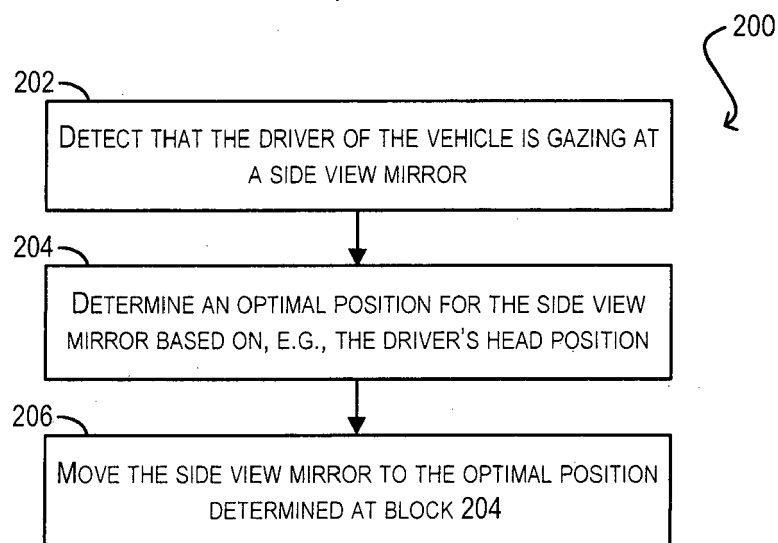 200
202
DETECT THAT THE DRIVER OF THE VEHICLE IS GAZING AT
A SIDE VIEW MIRROR
204
DETERMINE AN OPTIMAL POSITION FOR THE SIDE VIEW
MIRROR BASED ON, E.G., THE DRIVER'S HEAD POSITION
206
MOVE THE SIDE VIEW MIRROR TO THE OPTIMAL POSITION
DETERMINED AT BLOCK 204